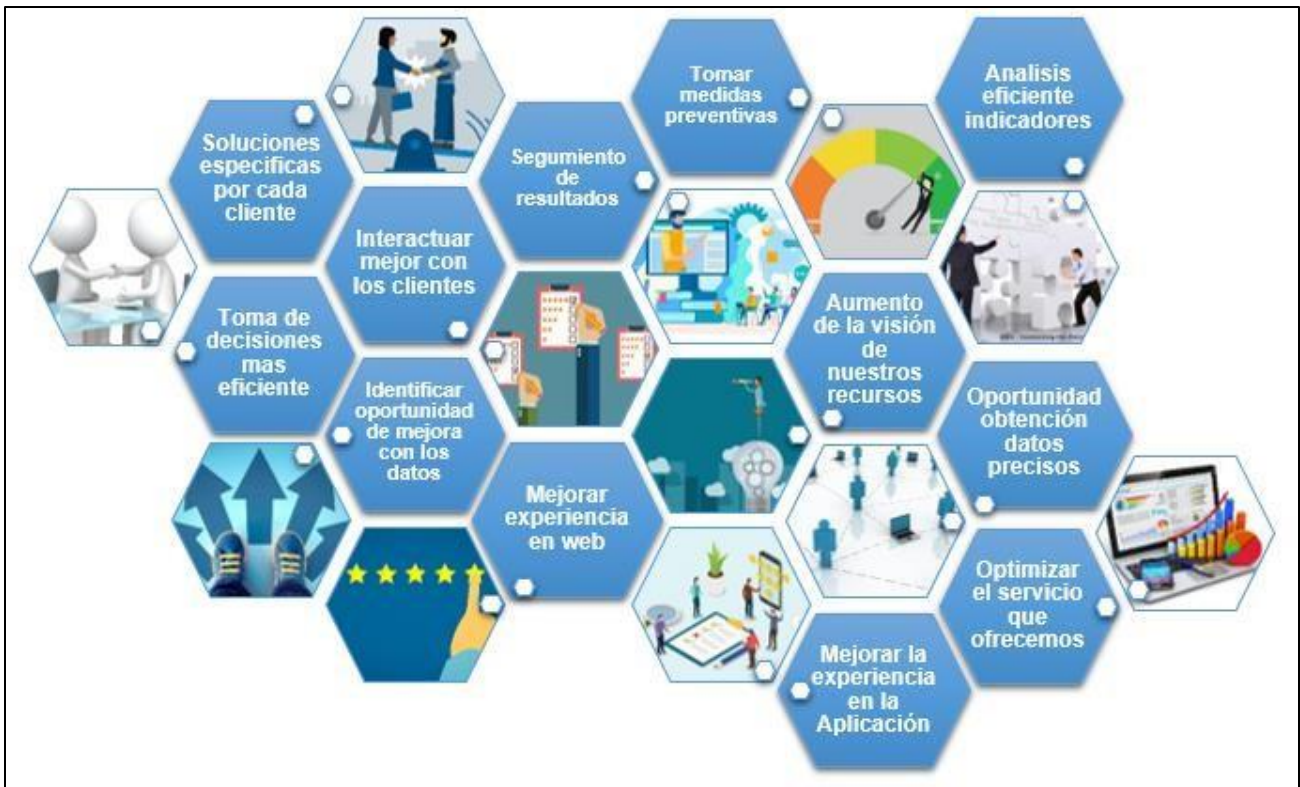 Soluciones
especificas
por cada
cliente
Interactuar
mejor con
los clientes
Segumiento
de
resultados
Tomar
medidas
preventivas
Analisis
eficiente
indicadores
Toma de
decisiones
mas
eficiente
Identificar
oportunidad
de mejora
con los
datos
Mejorar
experiencia
en web
Aumento
de la visión
de
nuestros
recursos
Oportunidad
obtención
datos
precisos
Optimizar
el servicio
que
ofrecemos
Mejorar la
experiencia
en la
Aplicación